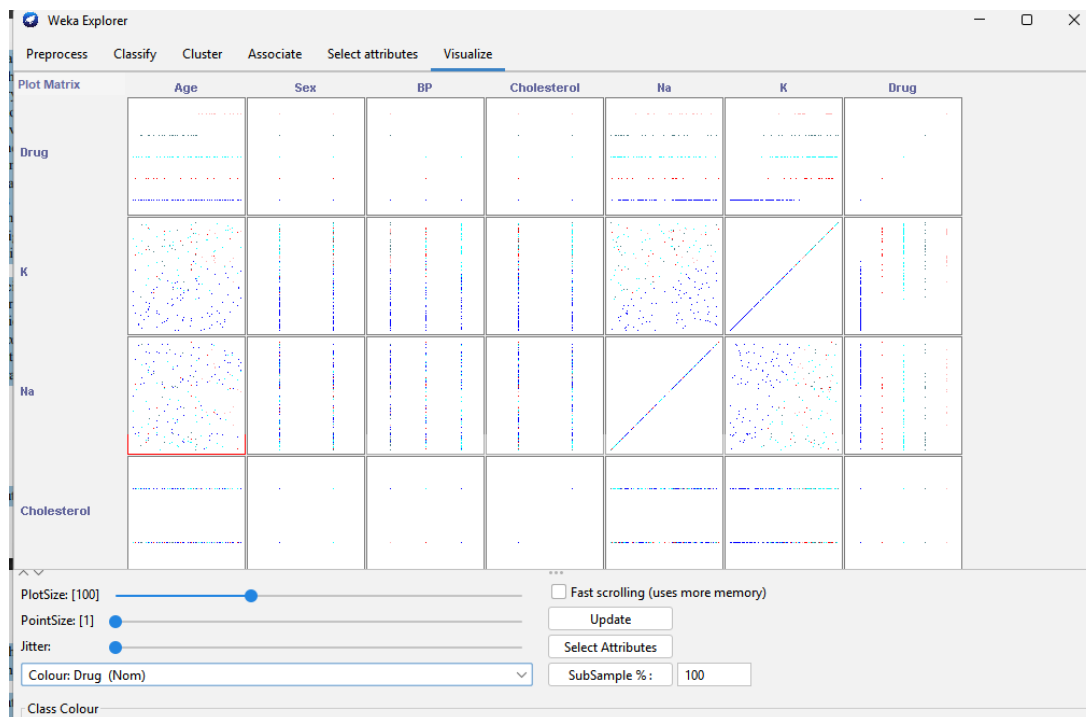 Weka Explorer
Preprocess Classify Cluster Associate Select attributes Visualize
Plot Matrix Age Sex BP Cholesterol Na K Drug
Drug
K
Na
Cholesterol
PlotSize: [100]
Fast scrolling (uses more memory)
PointSize: [1]
Update
Jitter:
Select Attributes
Colour: Drug (Nom)
SubSample % : 100
Class Colour